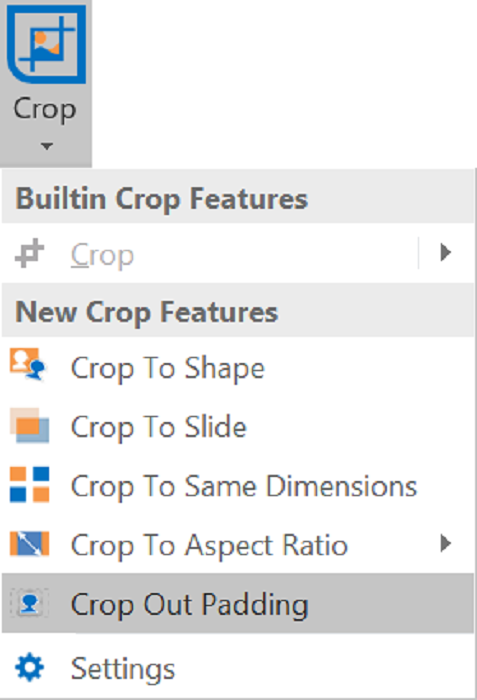 Crop
Builtin Crop Features
Crop
New Crop Features
Crop To Shape
Crop To Slide
Crop To Same Dimensions
Crop To Aspect Ratio
Crop Out Padding
Settings